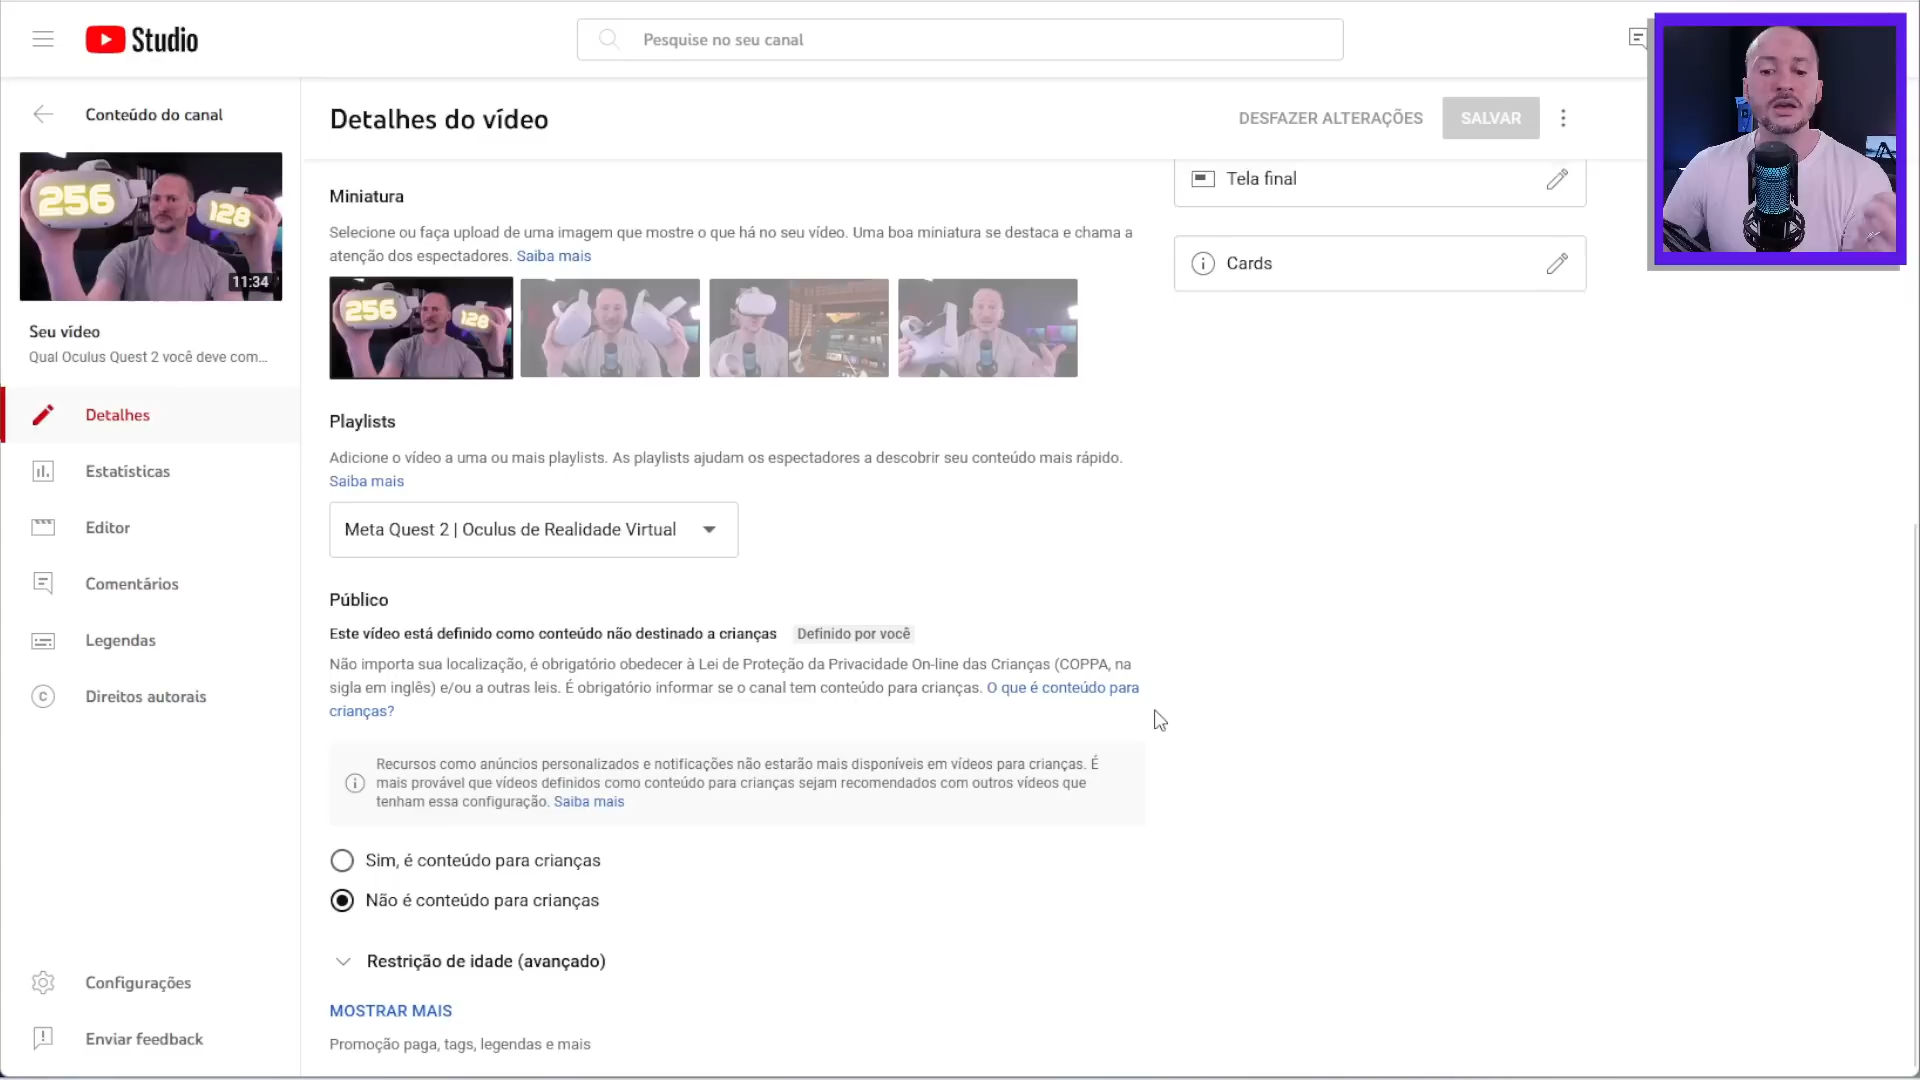 Studio
Pesquise no seu canal
Conteúdo do canal
256
128
11:34
Seu vídeo
Qual Oculus Quest 2 você deve com...
Detalhes
Estatísticas
Editor
Comentários
Legendas
Direitos autorais
Configurações
Enviar feedback
Detalhes do vídeo
DESFAZER ALTERAÇÕES
SALVAR
Miniatura
Selecione ou faça upload de uma imagem que mostre o que há no seu vídeo. Uma boa miniatura se destaca e chama a
atenção dos espectadores. Saiba mais
256
128
Playlists
Adicione o vídeo a uma ou mais playlists. As playlists ajudam os espectadores a descobrir seu conteúdo mais rápido.
Saiba mais
Meta Quest 2 | Oculus de Realidade Virtual
Público
Este vídeo está definido como conteúdo não destinado a crianças Definido por você
Não importa sua localização, é obrigatório obedecer à Lei de Proteção da Privacidade On-line das Crianças (COPPA, na
sigla em inglês) e/ou a outras leis. É obrigatório informar se o canal tem conteúdo para crianças. O que é conteúdo para
crianças?
Recursos como anúncios personalizados e notificações não estarão mais disponíveis em vídeos para crianças. É
mais provável que vídeos definidos como conteúdo para crianças sejam recomendados com outros vídeos que
tenham essa configuração. Saiba mais
Sim, é conteúdo para crianças
Não é conteúdo para crianças
Restrição de idade (avançado)
MOSTRAR MAIS
Promoção paga, tags, legendas e mais
Tela final
Cards